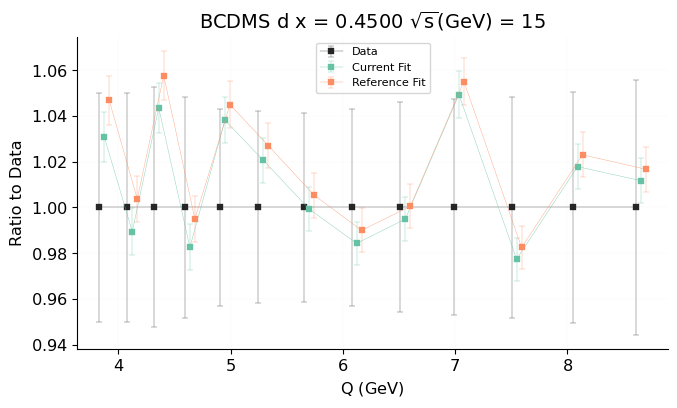 BCDMS d x = 0.4500 √s(GeV) = 15
Data
Current Fit
Reference Fit
Ratio to Data
1.06
1.04
1.02
1.00
0.98
0.96
0.94
4 5 6 7 8
Q (GeV)